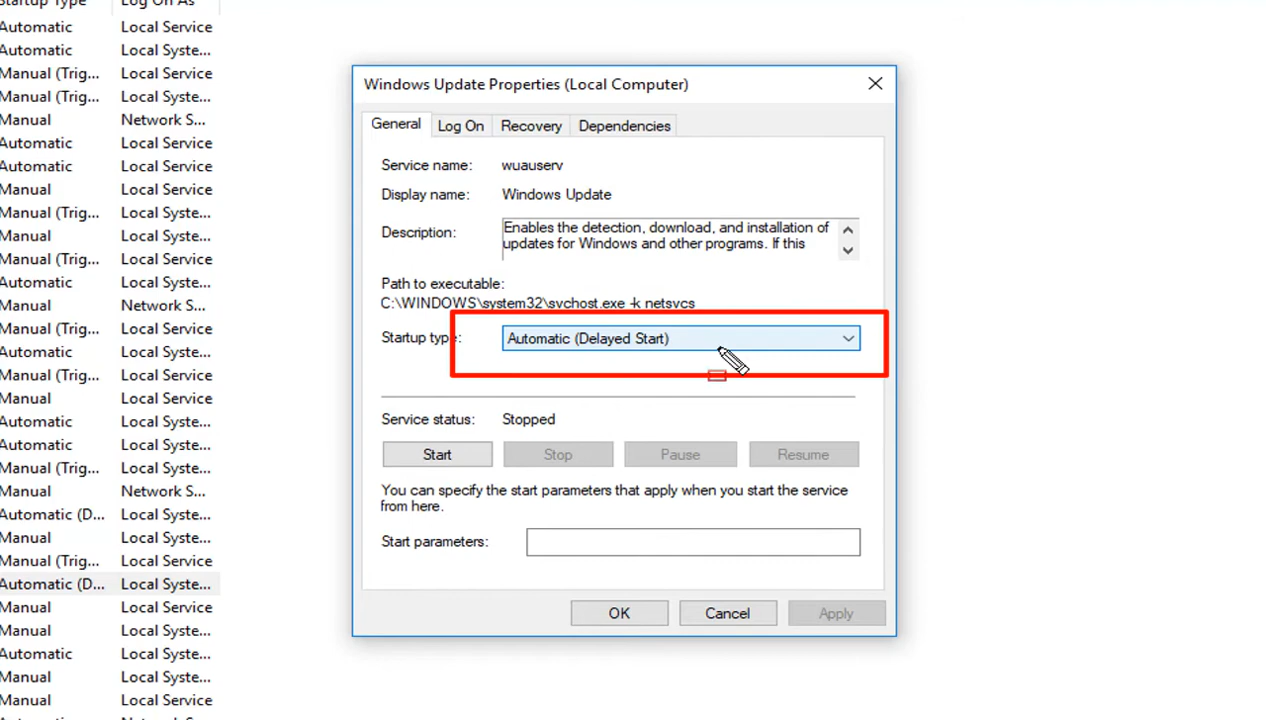 Startup Type Log On As
Automatic Local Service
Automatic Local Syste...
Manual (Trig... Local Service
Manual (Trig... Local Syste...
Manual Network S...
Automatic Local Service
Automatic Local Service
Manual Local Service
Manual (Trig... Local Syste...
Manual Local Syste...
Manual (Trig... Local Service
Automatic Local Syste...
Manual Network S...
Automatic Local Syste...
Manual (Trig... Local Syste...
Manual (Trig... Local Service
Manual Local Syste...
Automatic Local Syste...
Automatic Local Service
Manual (Trig... Local Service
Manual Network S...
Automatic (D... Local Syste...
Manual Local Syste...
Manual (Trig... Local Service
Automatic (D... Local Syste...
Manual Local Service
Manual Local Syste...
Automatic Local Syste...
Manual Local Syste...
Manual Local Service
Windows Update Properties (Local Computer)
General Log On Recovery Dependencies
Service name: wuauserv
Display name: Windows Update
Description: Enables the detection, download, and installation of
updates for Windows and other programs. If this
Path to executable:
C:\WINDOWS\system32\svchost.exe -k netsvcs
Startup type: Automatic (Delayed Start)
Service status: Stopped
Start Stop Pause Resume
You can specify the start parameters that apply when you start the service
from here.
Start parameters:
OK Cancel Apply